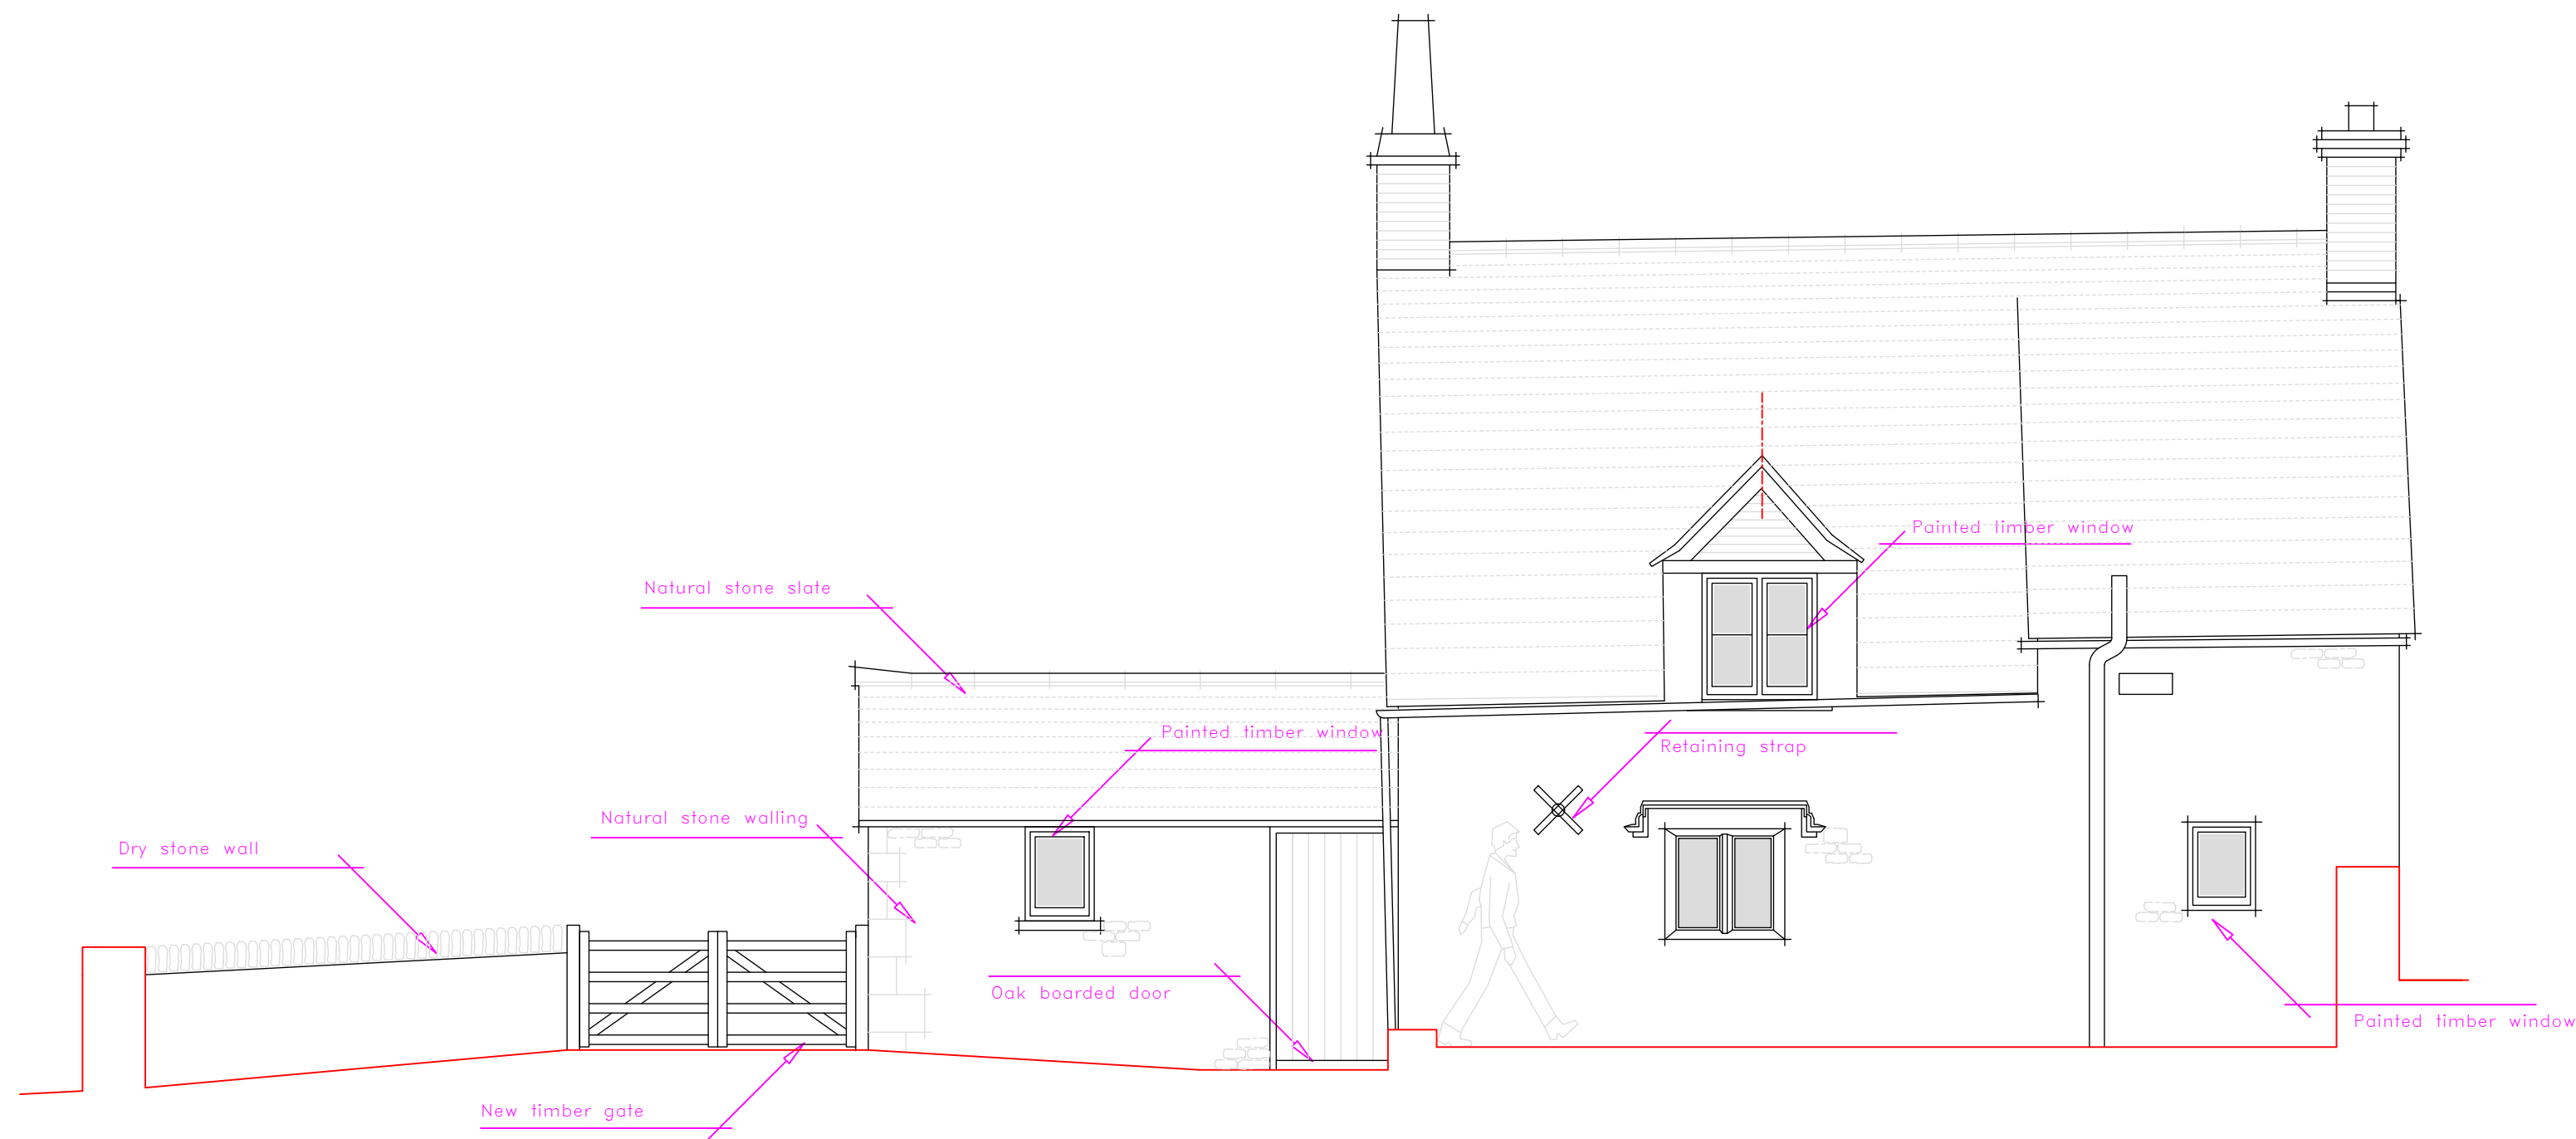 Painted timber window
Natural stone slate
Painted timber window
Retaining strap
Natural stone walling
Dry stone wall
Oak boarded door
Painted timber window
New timber gate